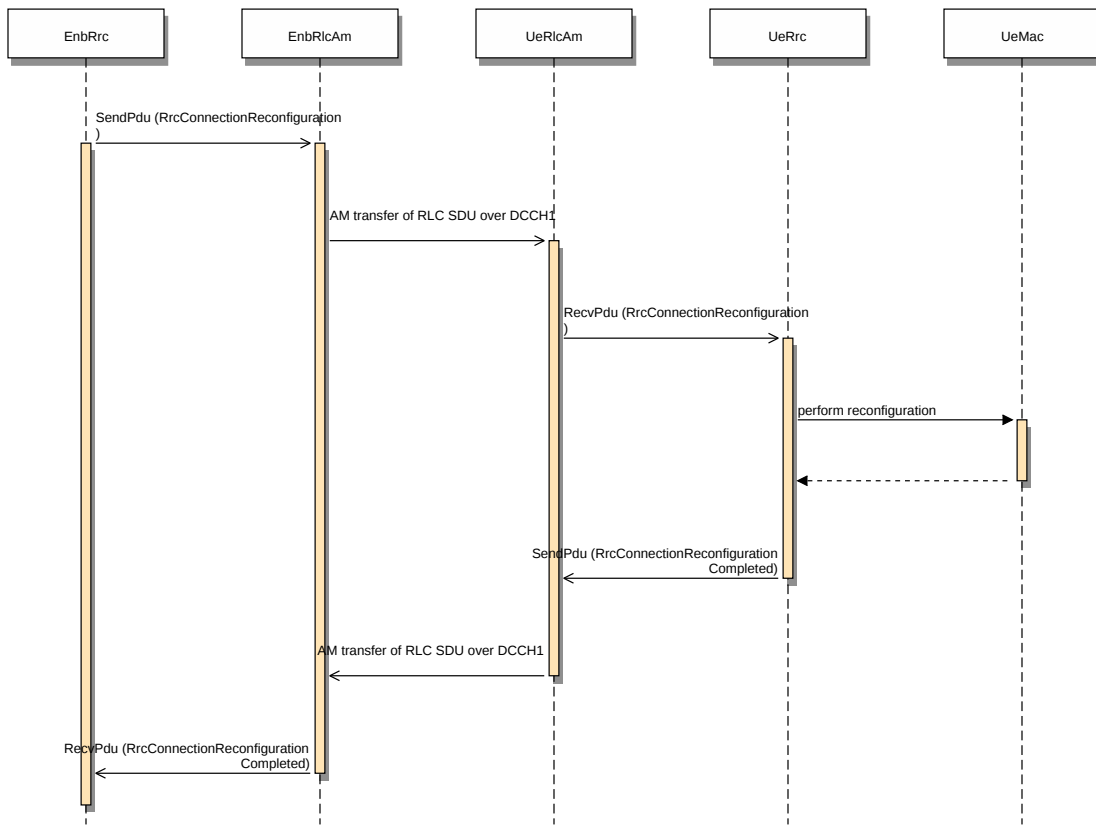 EnbRrc
EnbRlcAm
UeRlcAm
UeRrc
UeMac
SendPdu (RrcConnectionReconfiguration
)
AM transfer of RLC SDU over DCCH1
RecvPdu (RrcConnectionReconfiguration
)
perform reconfiguration
SendPdu (RrcConnectionReconfiguration
Completed)
AM transfer of RLC SDU over DCCH1
RecvPdu (RrcConnectionReconfiguration
Completed)